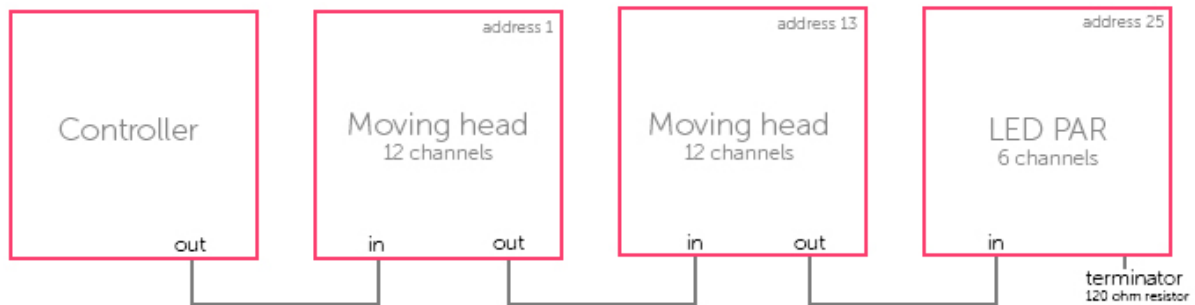 Controller
out
address 1
Moving head
12 channels
in
out
address 13
Moving head
12 channels
in
out
address 25
LED PAR
6 channels
in
terminator
120 ohm resistor